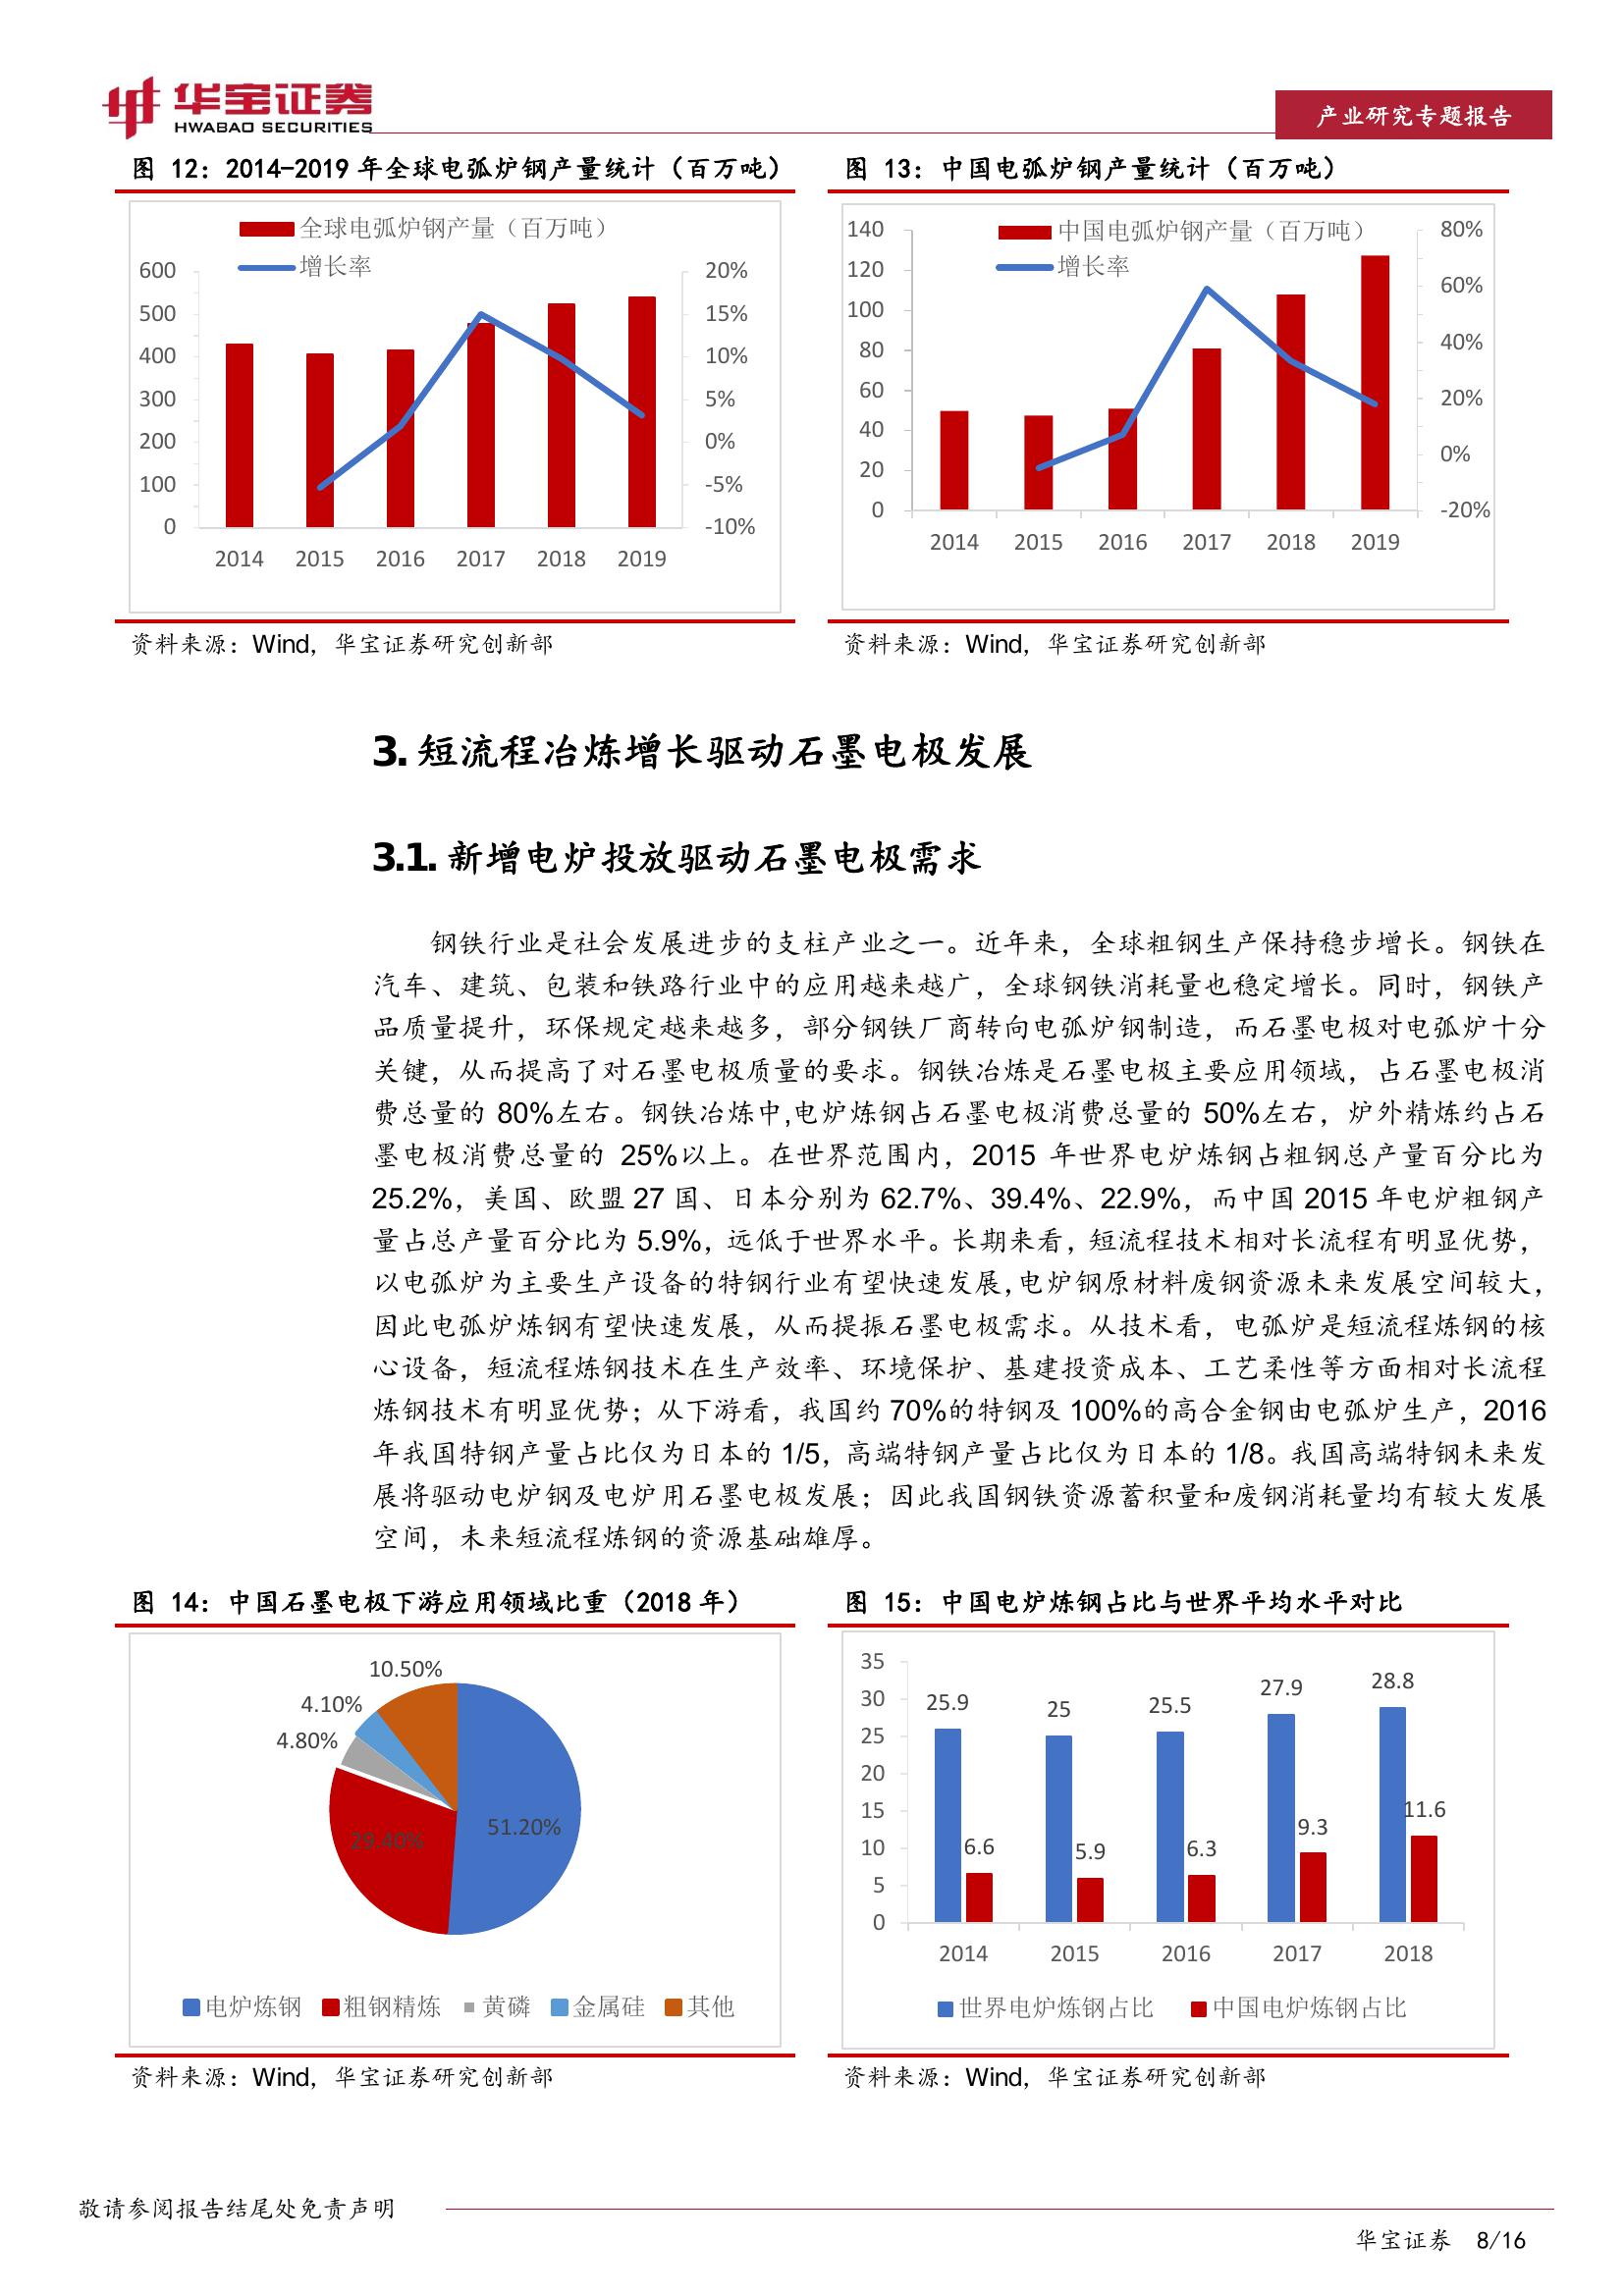 华宝证券
HWABAO SECURITIES
产业研究专题报告
图 12：2014-2019 年全球电弧炉钢产量统计（百万吨）
全球电弧炉钢产量（百万吨）
增长率
600
500
400
300
200
100
0
20%
15%
10%
5%
0%
-5%
-10%
2014 2015 2016 2017 2018 2019
资料来源：Wind，华宝证券研究创新部
图 13：中国电弧炉钢产量统计（百万吨）
中国电弧炉钢产量（百万吨）
增长率
140
120
100
80
60
40
20
0
80%
60%
40%
20%
0%
-20%
2014 2015 2016 2017 2018 2019
资料来源：Wind，华宝证券研究创新部
3. 短流程冶炼增长驱动石墨电极发展
3.1. 新增电炉投放驱动石墨电极需求
钢铁行业是社会发展进步的支柱产业之一。近年来，全球粗钢生产保持稳步增长。钢铁在
汽车、建筑、包装和铁路行业中的应用越来越广，全球钢铁消耗量也稳定增长。同时，钢铁产
品质量提升，环保规定越来越多，部分钢铁厂商转向电弧炉钢制造，而石墨电极对电弧炉十分
关键，从而提高了对石墨电极质量的要求。钢铁冶炼是石墨电极主要应用领域，占石墨电极消
费总量的 80%左右。钢铁冶炼中,电炉炼钢占石墨电极消费总量的 50%左右，炉外精炼约占石
墨电极消费总量的 25%以上。在世界范围内，2015 年世界电炉炼钢占粗钢总产量百分比为
25.2%，美国、欧盟 27 国、日本分别为 62.7%、39.4%、22.9%，而中国 2015 年电炉粗钢产
量占总产量百分比为 5.9%，远低于世界水平。长期来看，短流程技术相对长流程有明显优势，
以电弧炉为主要生产设备的特钢行业有望快速发展,电炉钢原材料废钢资源未来发展空间较大，
因此电弧炉炼钢有望快速发展，从而提振石墨电极需求。从技术看，电弧炉是短流程炼钢的核
心设备，短流程炼钢技术在生产效率、环境保护、基建投资成本、工艺柔性等方面相对长流程
炼钢技术有明显优势；从下游看，我国约 70%的特钢及 100%的高合金钢由电弧炉生产，2016
年我国特钢产量占比仅为日本的 1/5，高端特钢产量占比仅为日本的 1/8。我国高端特钢未来发
展将驱动电炉钢及电炉用石墨电极发展；因此我国钢铁资源蓄积量和废钢消耗量均有较大发展
空间，未来短流程炼钢的资源基础雄厚。
图 14：中国石墨电极下游应用领域比重（2018 年）
10.50%
4.10%
4.80%
51.20%
29.40%
电炉炼钢 粗钢精炼 黄磷 金属硅 其他
资料来源：Wind，华宝证券研究创新部
图 15：中国电炉炼钢占比与世界平均水平对比
35
30
25
20
15
10
5
0
25.9 25 25.5 27.9 28.8
6.6 5.9 6.3 9.3 11.6
2014 2015 2016 2017 2018
世界电炉炼钢占比 中国电炉炼钢占比
资料来源：Wind，华宝证券研究创新部
敬请参阅报告结尾处免责声明
华宝证券 8/16